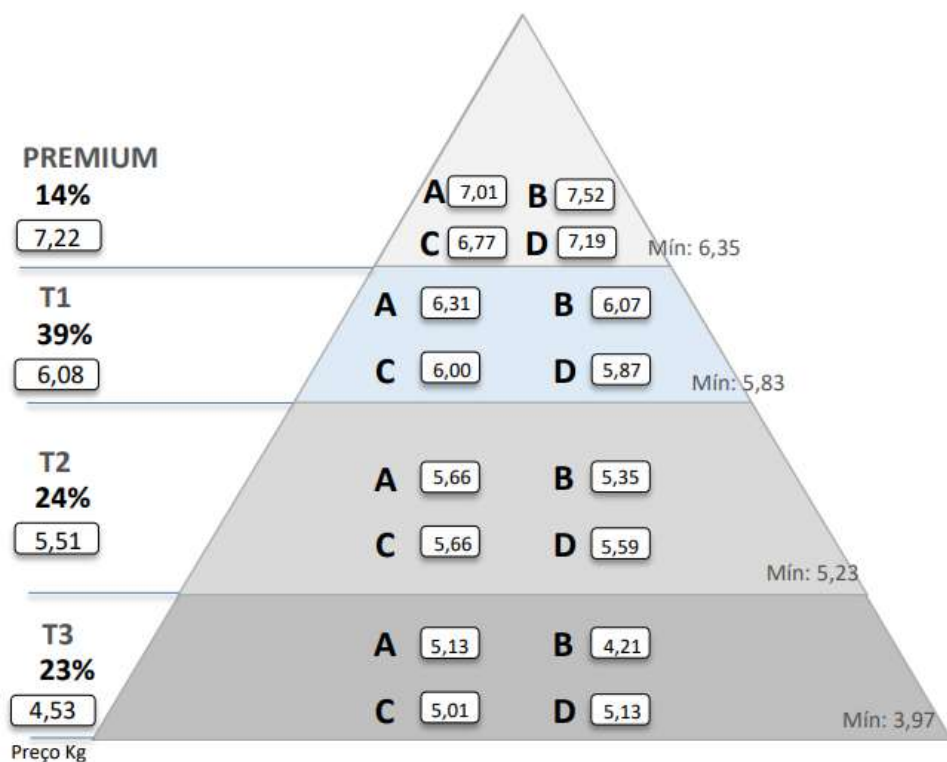 PREMIUM
14%
7,22
A 7,01 B 7,52
C 6,77 D 7,19
Mín: 6,35
T1
39%
6,08
A 6,31 B 6,07
C 6,00 D 5,87
Mín: 5,83
T2
24%
5,51
A 5,66 B 5,35
C 5,66 D 5,59
Mín: 5,23
T3
23%
4,53
A 5,13 B 4,21
C 5,01 D 5,13
Mín: 3,97
Preço Kg